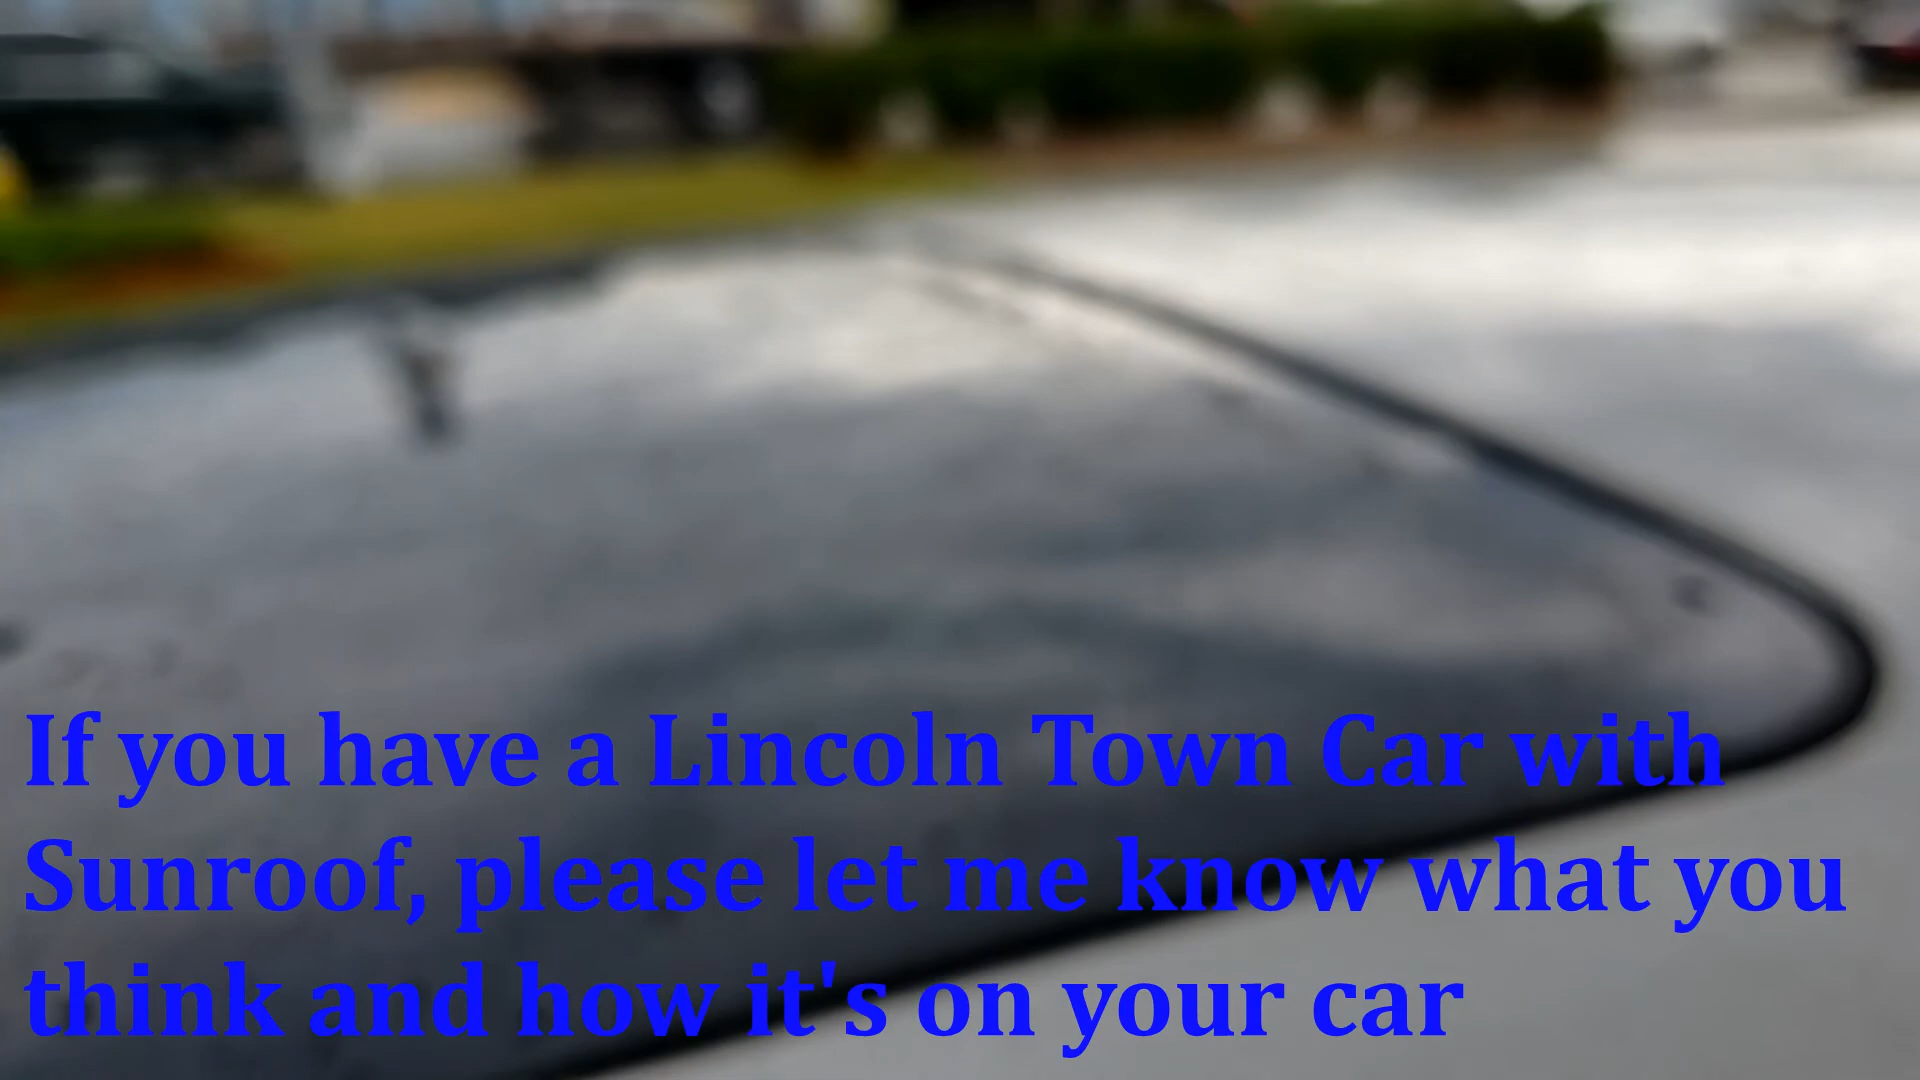 If you have a Lincoln Town Car with
Sunroof, please let me know what you
think and how it's on your car